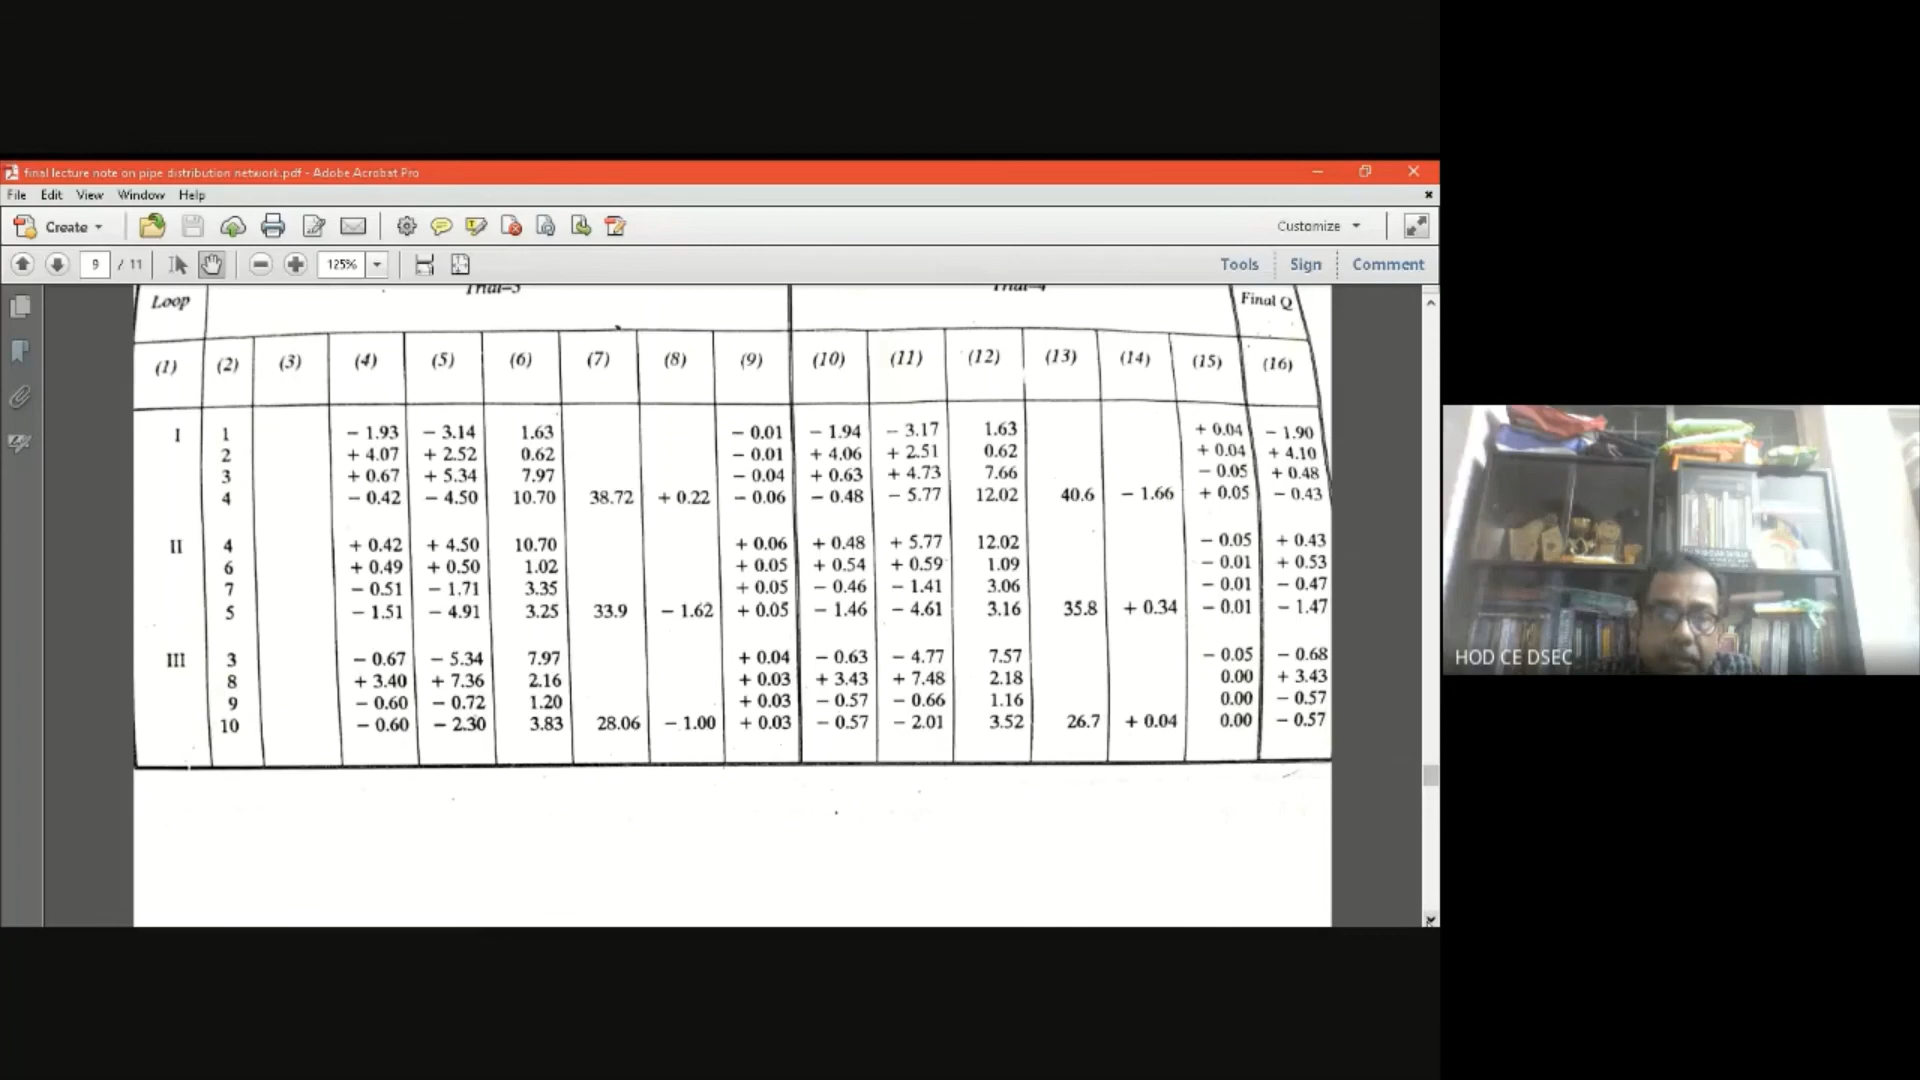 final lecture note on pipe distribution network.pdf - Adobe Acrobat Pro
File Edit View Window Help
Create
Customize
9 / 11 125%
Tools Sign Comment
Loop Trial-3 Trial-4 Final Q
(1) (2) (3) (4) (5) (6) (7) (8) (9) (10) (11) (12) (13) (14) (15) (16)
I 1 - 1.93 - 3.14 1.63 - 0.01 - 1.94 - 3.17 1.63 + 0.04 - 1.90
2 + 4.07 + 2.52 0.62 - 0.01 + 4.06 + 2.51 0.62 + 0.04 + 4.10
3 + 0.67 + 5.34 7.97 - 0.04 + 0.63 + 4.73 7.66 - 0.05 + 0.48
4 - 0.42 - 4.50 10.70 38.72 + 0.22 - 0.06 - 0.48 - 5.77 12.02 40.6 - 1.66 + 0.05 - 0.43
II 4 + 0.42 + 4.50 10.70 + 0.06 + 0.48 + 5.77 12.02 - 0.05 + 0.43
6 + 0.49 + 0.50 1.02 + 0.05 + 0.54 + 0.59 1.09 - 0.01 + 0.53
7 - 0.51 - 1.71 3.35 + 0.05 - 0.46 - 1.41 3.06 - 0.01 - 0.47
5 - 1.51 - 4.91 3.25 33.9 - 1.62 + 0.05 - 1.46 - 4.61 3.16 35.8 + 0.34 - 0.01 - 1.47
III 3 - 0.67 - 5.34 7.97 + 0.04 - 0.63 - 4.77 7.57 - 0.05 - 0.68
8 + 3.40 + 7.36 2.16 + 0.03 + 3.43 + 7.48 2.18 0.00 + 3.43
9 - 0.60 - 0.72 1.20 + 0.03 - 0.57 - 0.66 1.16 0.00 - 0.57
10 - 0.60 - 2.30 3.83 28.06 - 1.00 + 0.03 - 0.57 - 2.01 3.52 26.7 + 0.04 0.00 - 0.57
HOD CE DSEC